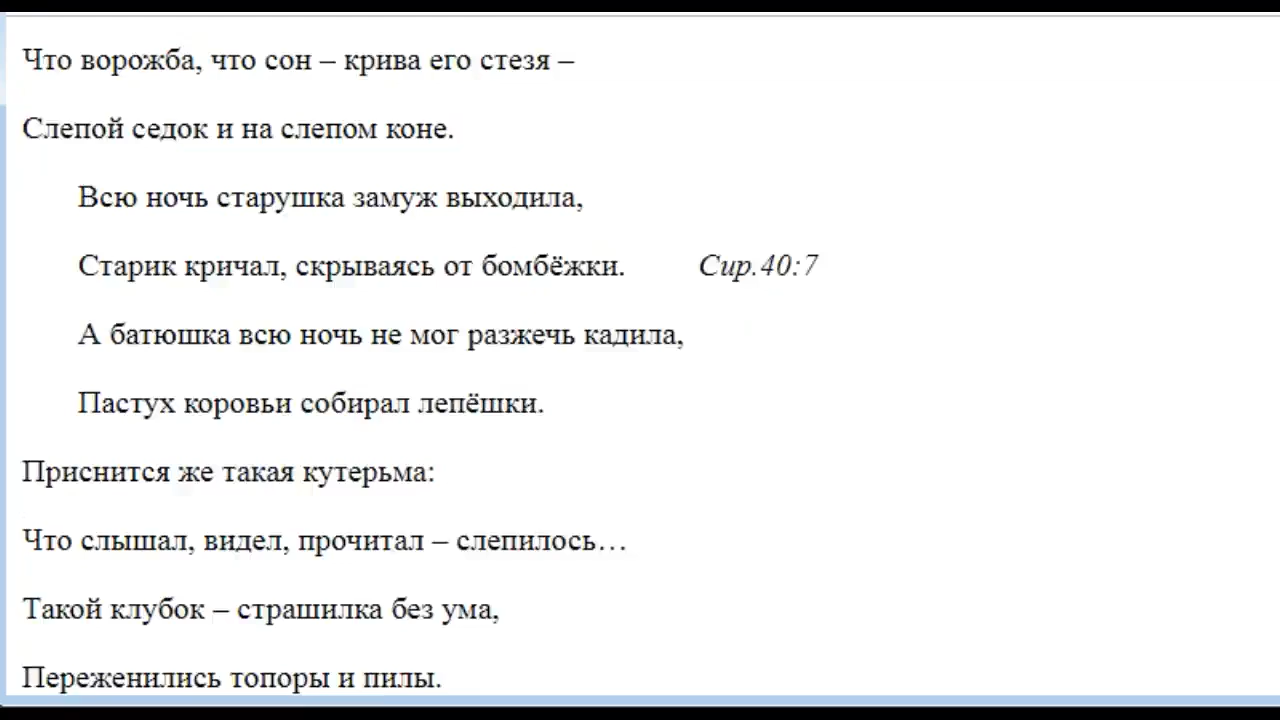 Что ворожба, что сон – крива его стезя –
Слепой седок и на слепом коне.
Всю ночь старушка замуж выходила,
Старик кричал, скрываясь от бомбёжки. Сир.40:7
А батюшка всю ночь не мог разжечь кадила,
Пастух коровьи собирал лепёшки.
Приснится же такая кутерьма:
Что слышал, видел, прочитал – слепилось…
Такой клубок – страшилка без ума,
Переженились топоры и пилы.